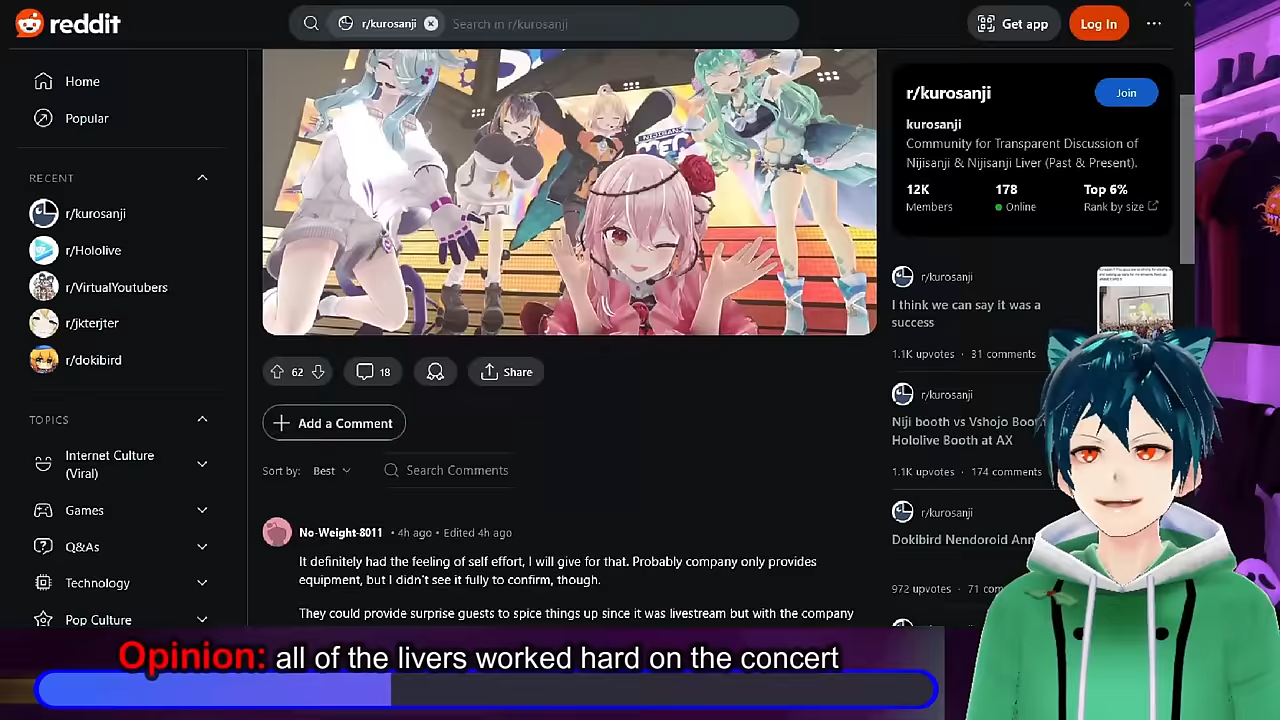 reddit
r/kurosanji
Search in r/kurosanji
Get app
Log In
Home
Popular
RECENT
r/kurosanji
r/Hololive
r/VirtualYoutubers
r/jkterjter
r/dokibird
TOPICS
Internet Culture
(Viral)
Games
Q&As
Technology
Pop Culture
NIJISANJI
62
18
Share
Add a Comment
Sort by:
Best
Search Comments
No-Weight-8011
• 4h ago • Edited 4h ago
It definitely had the feeling of self effort, I will give for that. Probably company only provides
equipment, but I didn't see it fully to confirm, though.
They could provide surprise guests to spice things up since it was livestream but with the company
r/kurosanji
Join
kurosanji
Community for Transparent Discussion of
Nijisanji & Nijisanji Liver (Past & Present).
12K
178
Top 6%
Members
Online
Rank by size
r/kurosanji
I think we can say it was a
success
1.1K upvotes · 31 comments
r/kurosanji
Niji booth vs Vshojo Boo
Hololive Booth at AX
1.1K upvotes · 174 comments
r/kurosanji
Dokibird Nendoroid Ann
972 upvotes · 71 com
Opinion: all of the livers worked hard on the concert